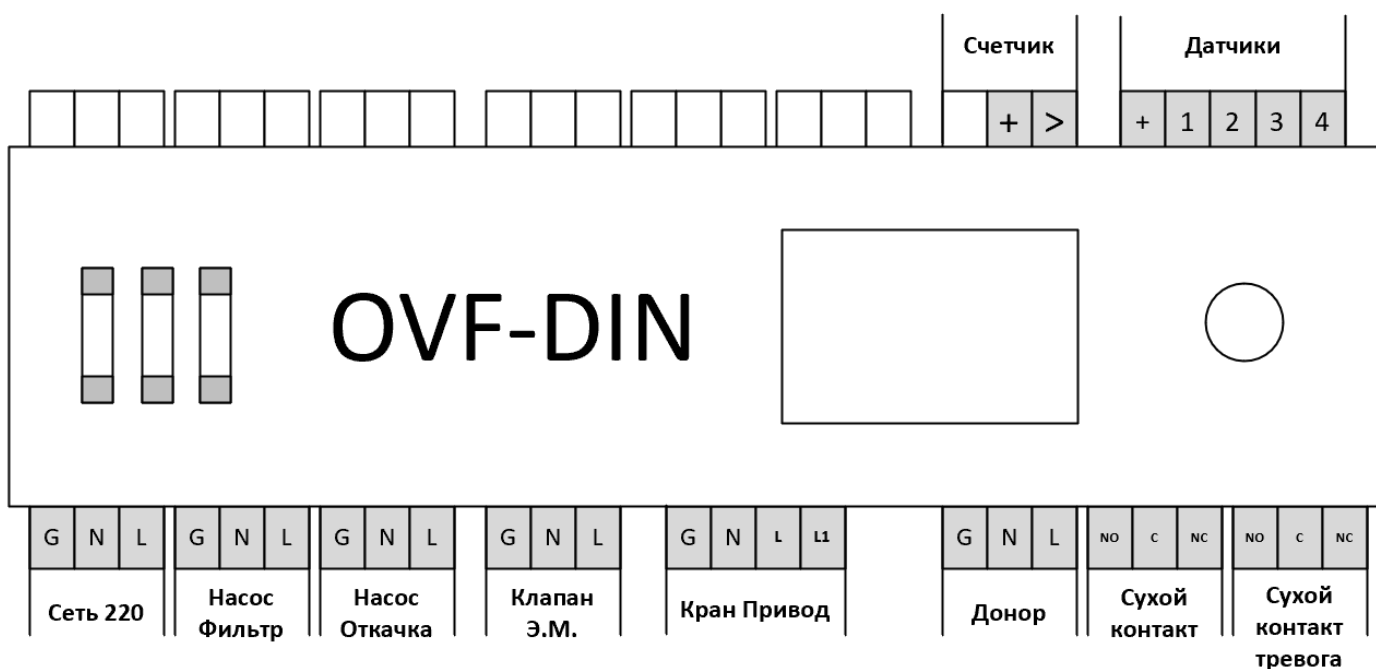 Счетчик
Датчики
+ >
+ 1 2 3 4
OVF-DIN
G N L
G N L
G N L
G N L
G N L L1
G N L
NO C NC
NO C NC
Сеть 220
Насос
Фильтр
Насос
Откачка
Клапан
Э.М.
Кран Привод
Донор
Сухой
контакт
Сухой
контакт
тревога